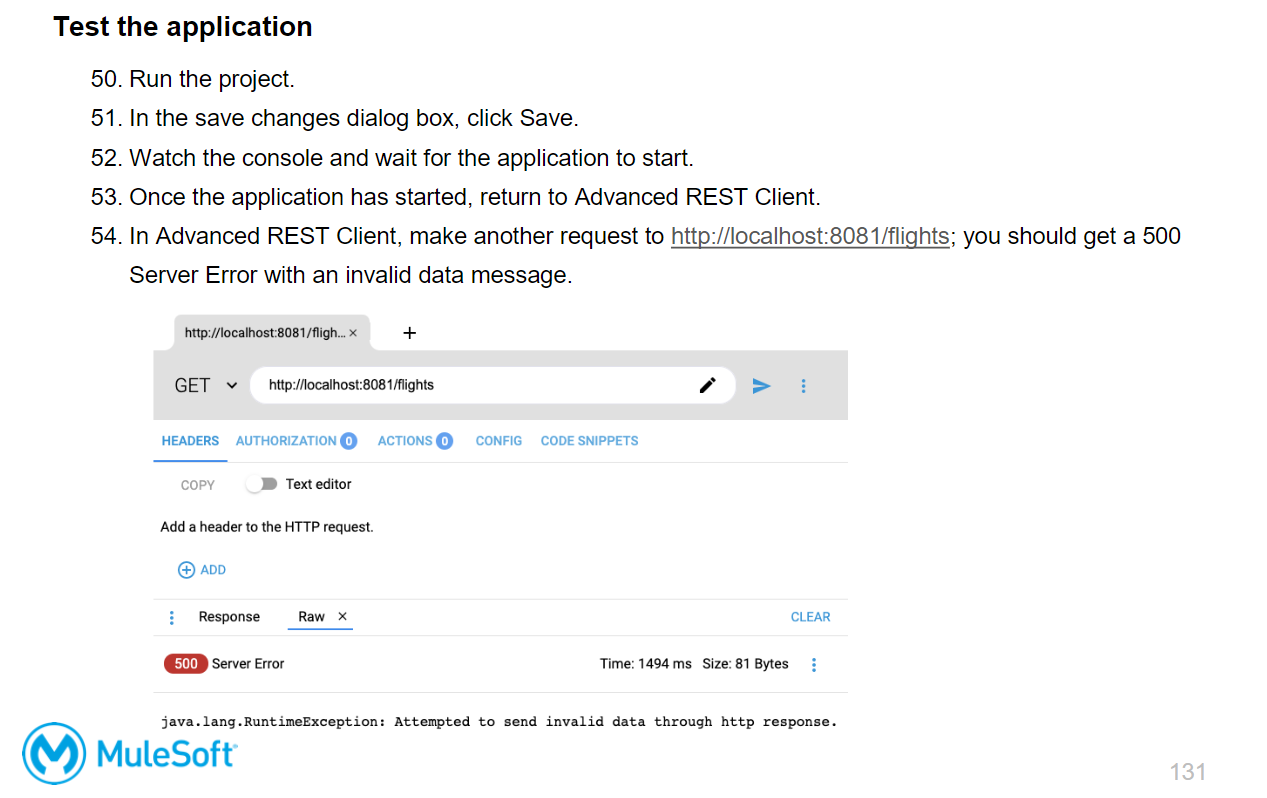 Test the application
50. Run the project.
51. In the save changes dialog box, click Save.
52. Watch the console and wait for the application to start.
53. Once the application has started, return to Advanced REST Client.
54. In Advanced REST Client, make another request to http://localhost:8081/flights; you should get a 500
Server Error with an invalid data message.
http://localhost:8081/fligh... × +
GET http://localhost:8081/flights
HEADERS AUTHORIZATION 0 ACTIONS 0 CONFIG CODE SNIPPETS
COPY Text editor
Add a header to the HTTP request.
ADD
Response Raw × CLEAR
500 Server Error Time: 1494 ms Size: 81 Bytes
java.lang.RuntimeException: Attempted to send invalid data through http response.
MuleSoft
131